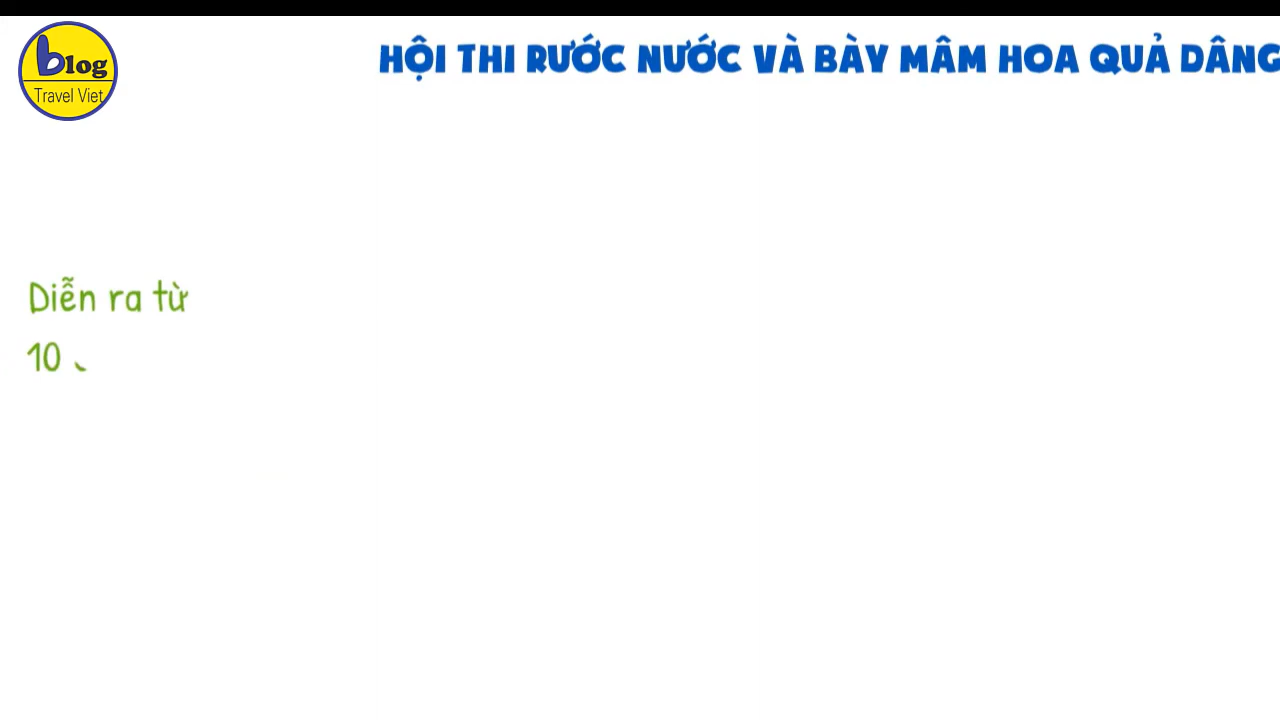 blog
Travel Viet
HỘI THI RƯỚC NƯỚC VÀ BÀY MÂM HOA QUẢ DÂNG
Diễn ra từ
10